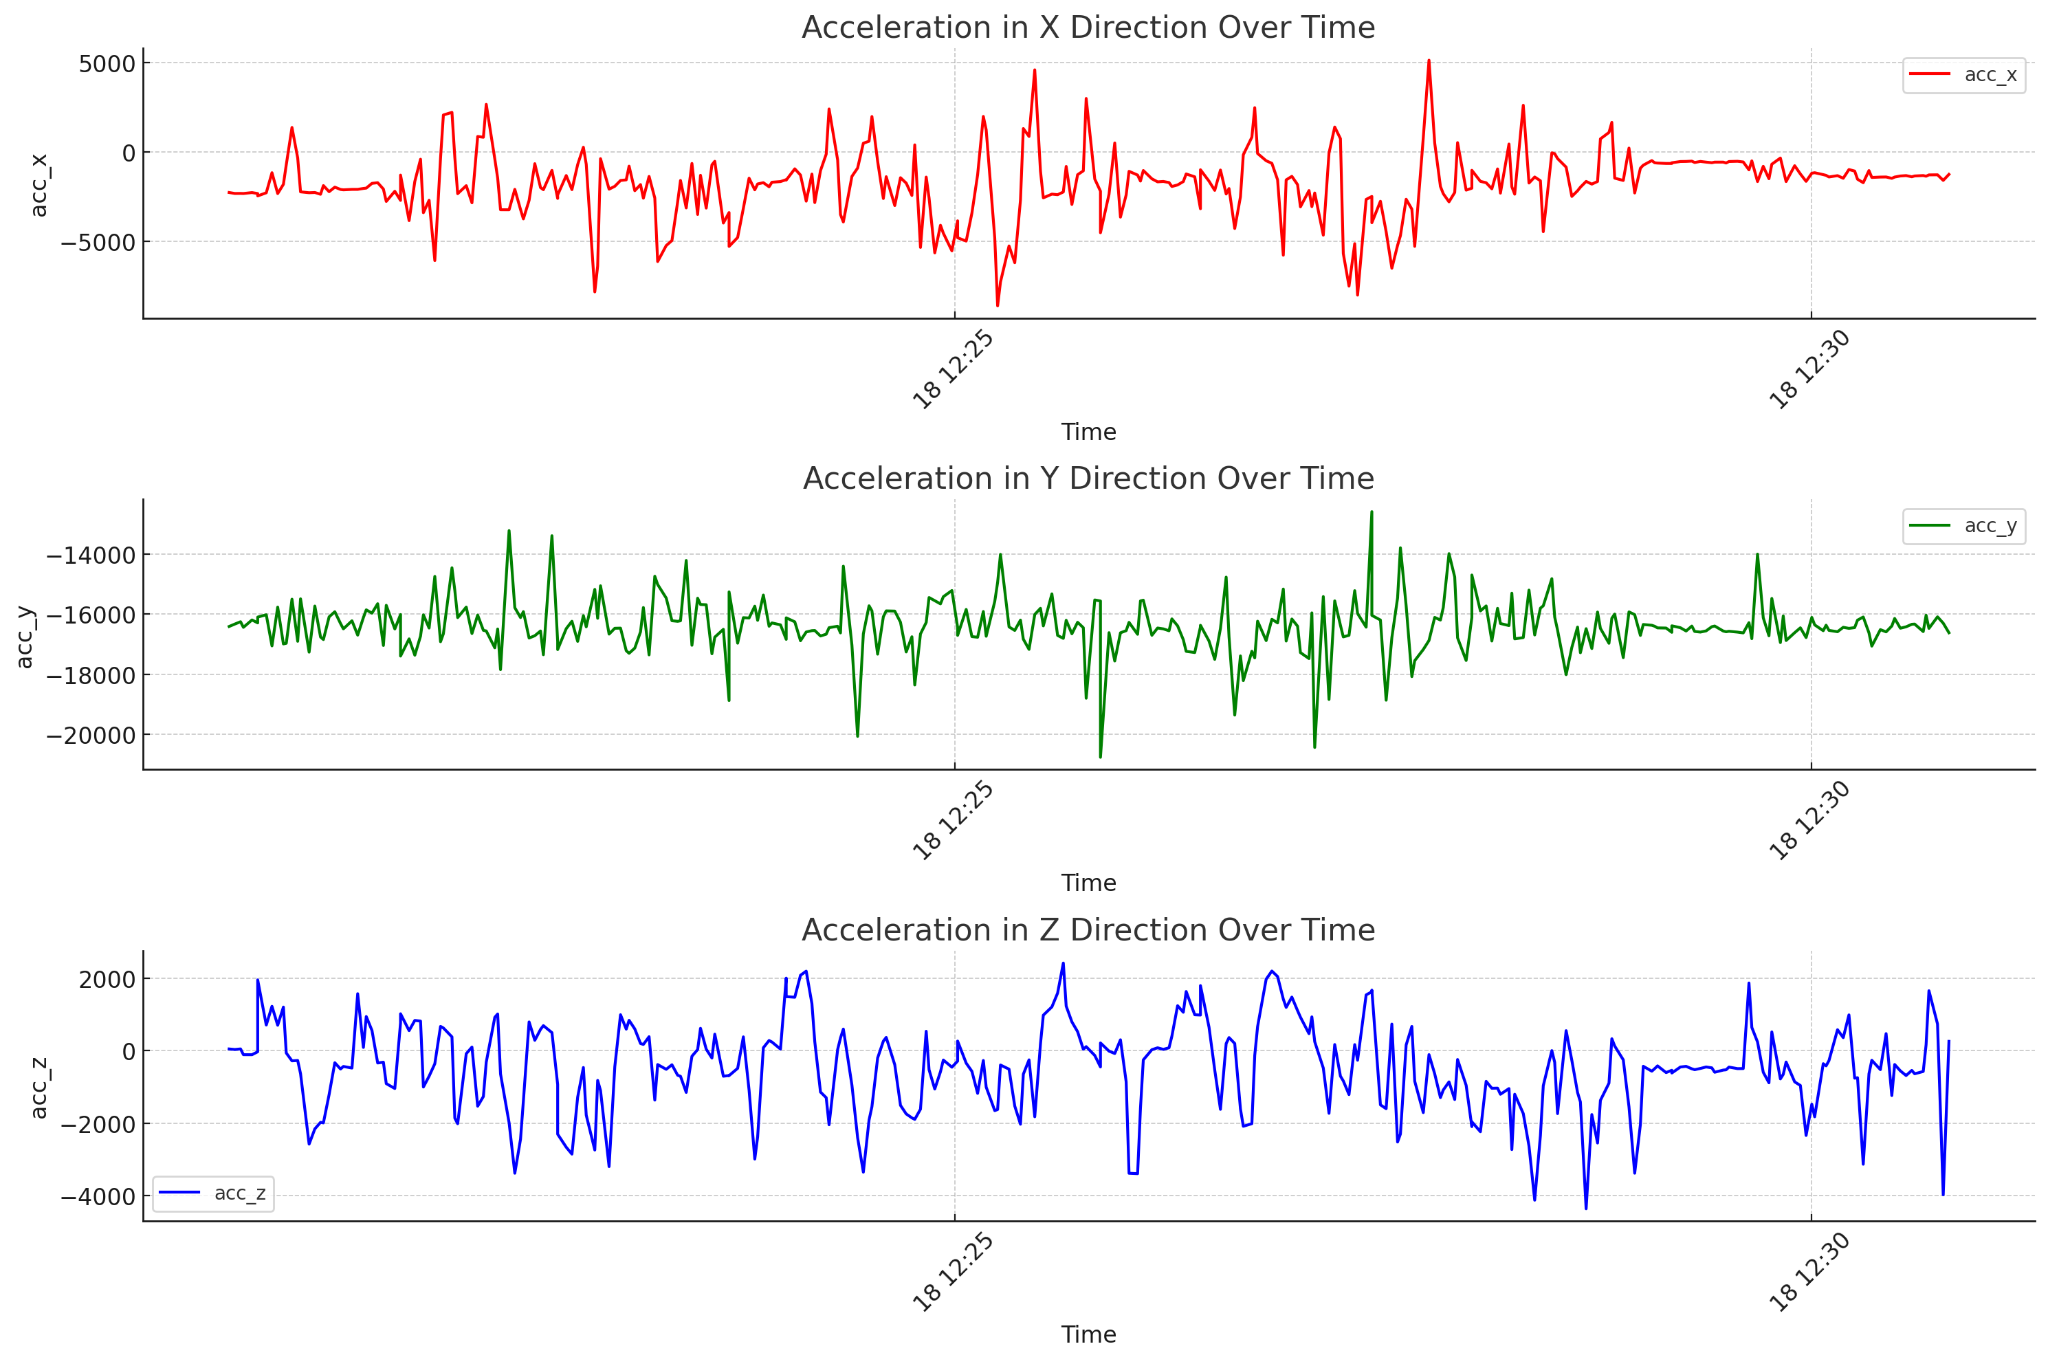 Acceleration in X Direction Over Time
acc_x
5000
0
−5000
acc_x
18 12:25
18 12:30
Time
Acceleration in Y Direction Over Time
acc_y
−14000
−16000
−18000
−20000
acc_y
18 12:25
18 12:30
Time
Acceleration in Z Direction Over Time
2000
0
−2000
−4000
acc_z
acc_z
18 12:25
18 12:30
Time